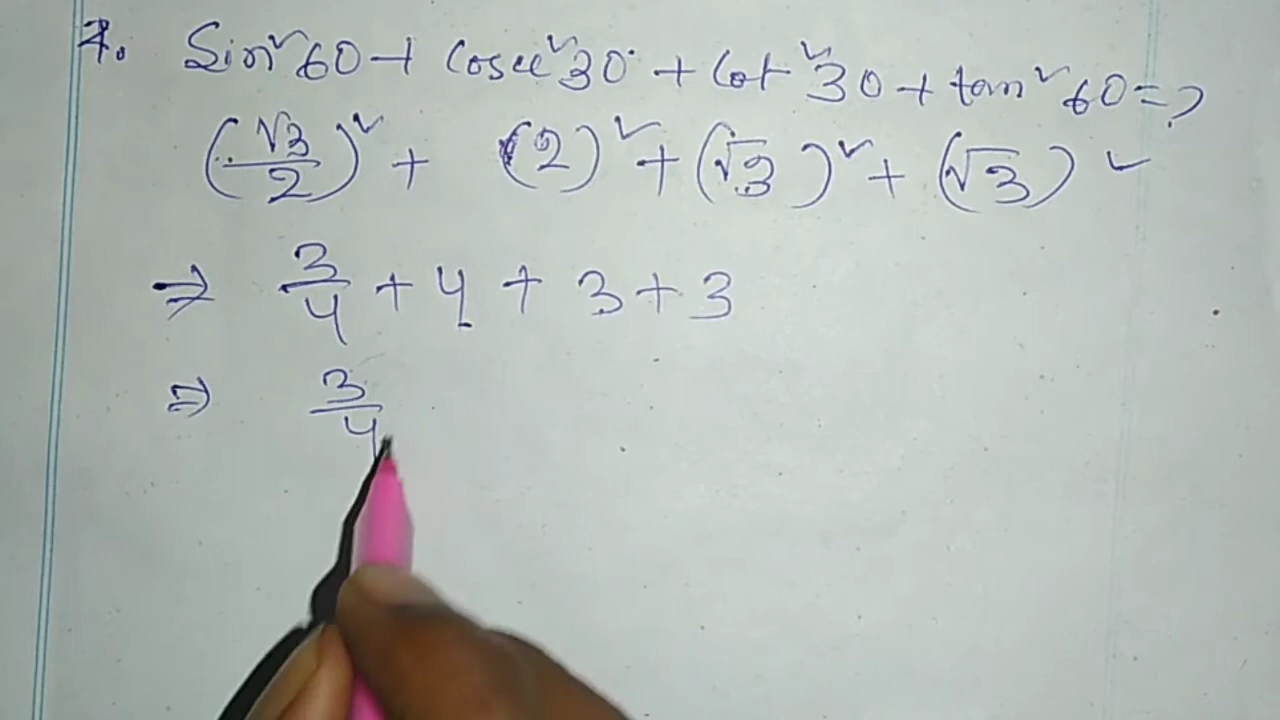 7. Sin²60+ Cosec²30° + Cot²30+tan²60=?
(√3/2)² + (2)² + (√3)² + (√3)²
⇒ 3/4 + 4 + 3 + 3
⇒ 3/4